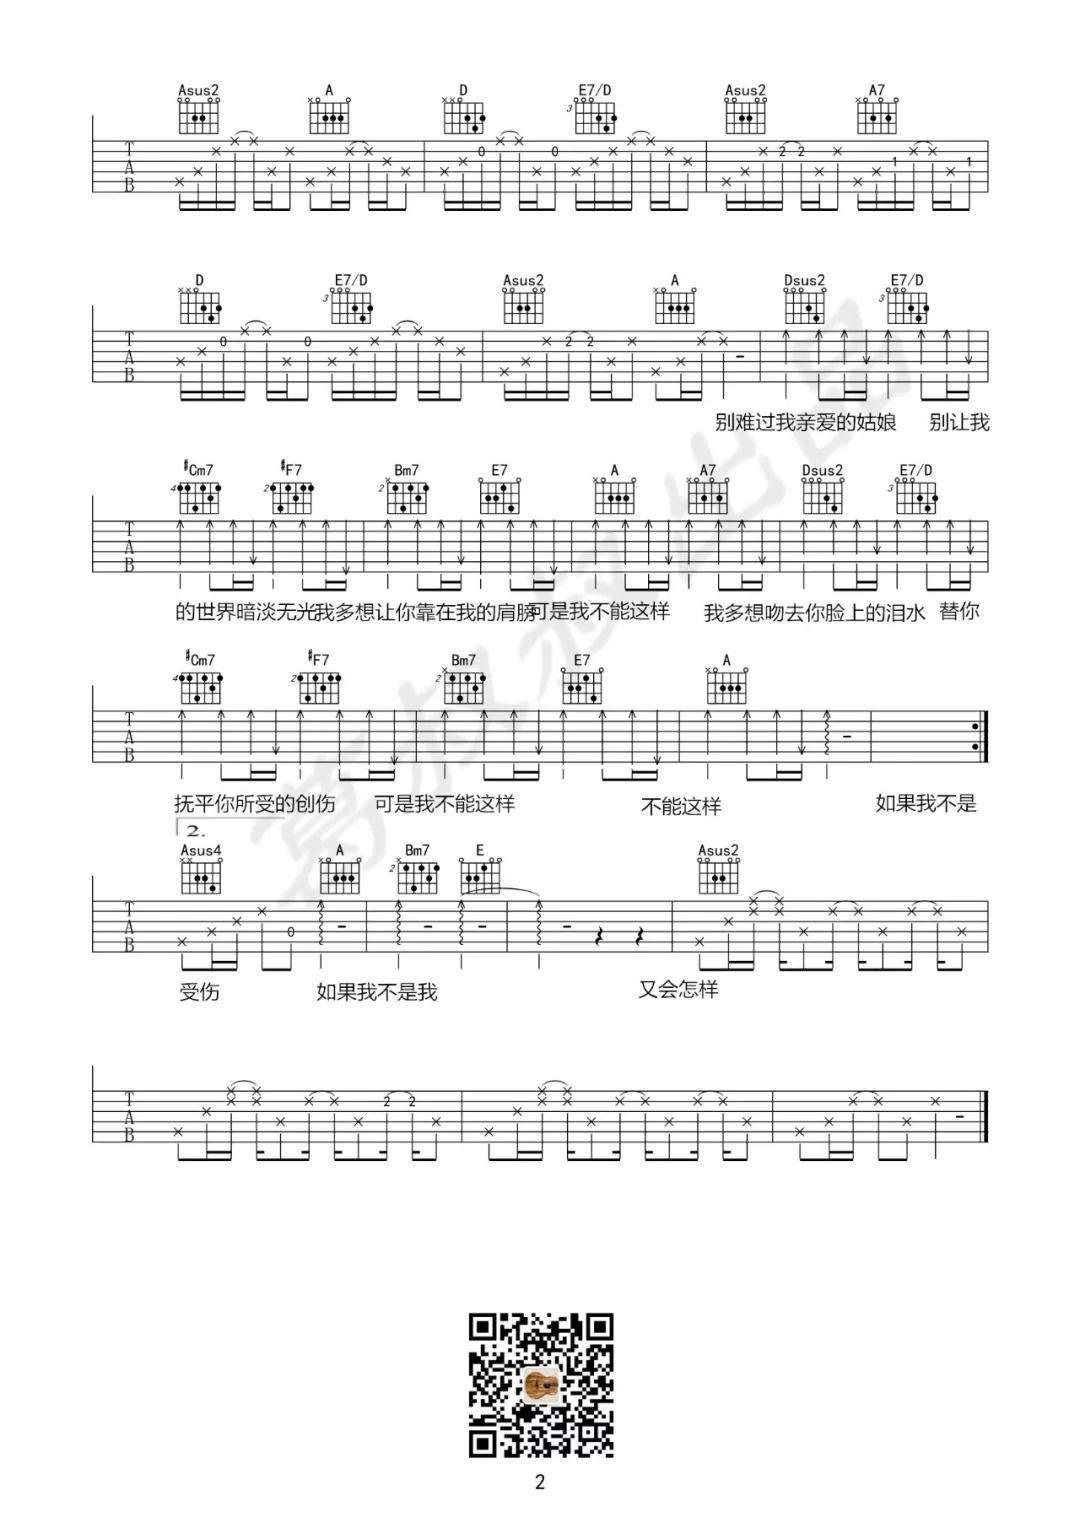 Asus2 A D E7/D Asus2 A7
D E7/D Asus2 A Dsus2 E7/D
别难过我亲爱的姑娘 别让我
#Cm7 #F7 Bm7 E7 A A7 Dsus2 E7/D
的世界暗淡无光我多想让你靠在我的肩膀可是我不能这样 我多想吻去你脸上的泪水 替你
#Cm7 #F7 Bm7 E7 A
抚平你所受的创伤 可是我不能这样 不能这样 如果我不是
2.
Asus4 A Bm7 E Asus2
受伤 如果我不是我 又会怎样
葛叔叔出品
2